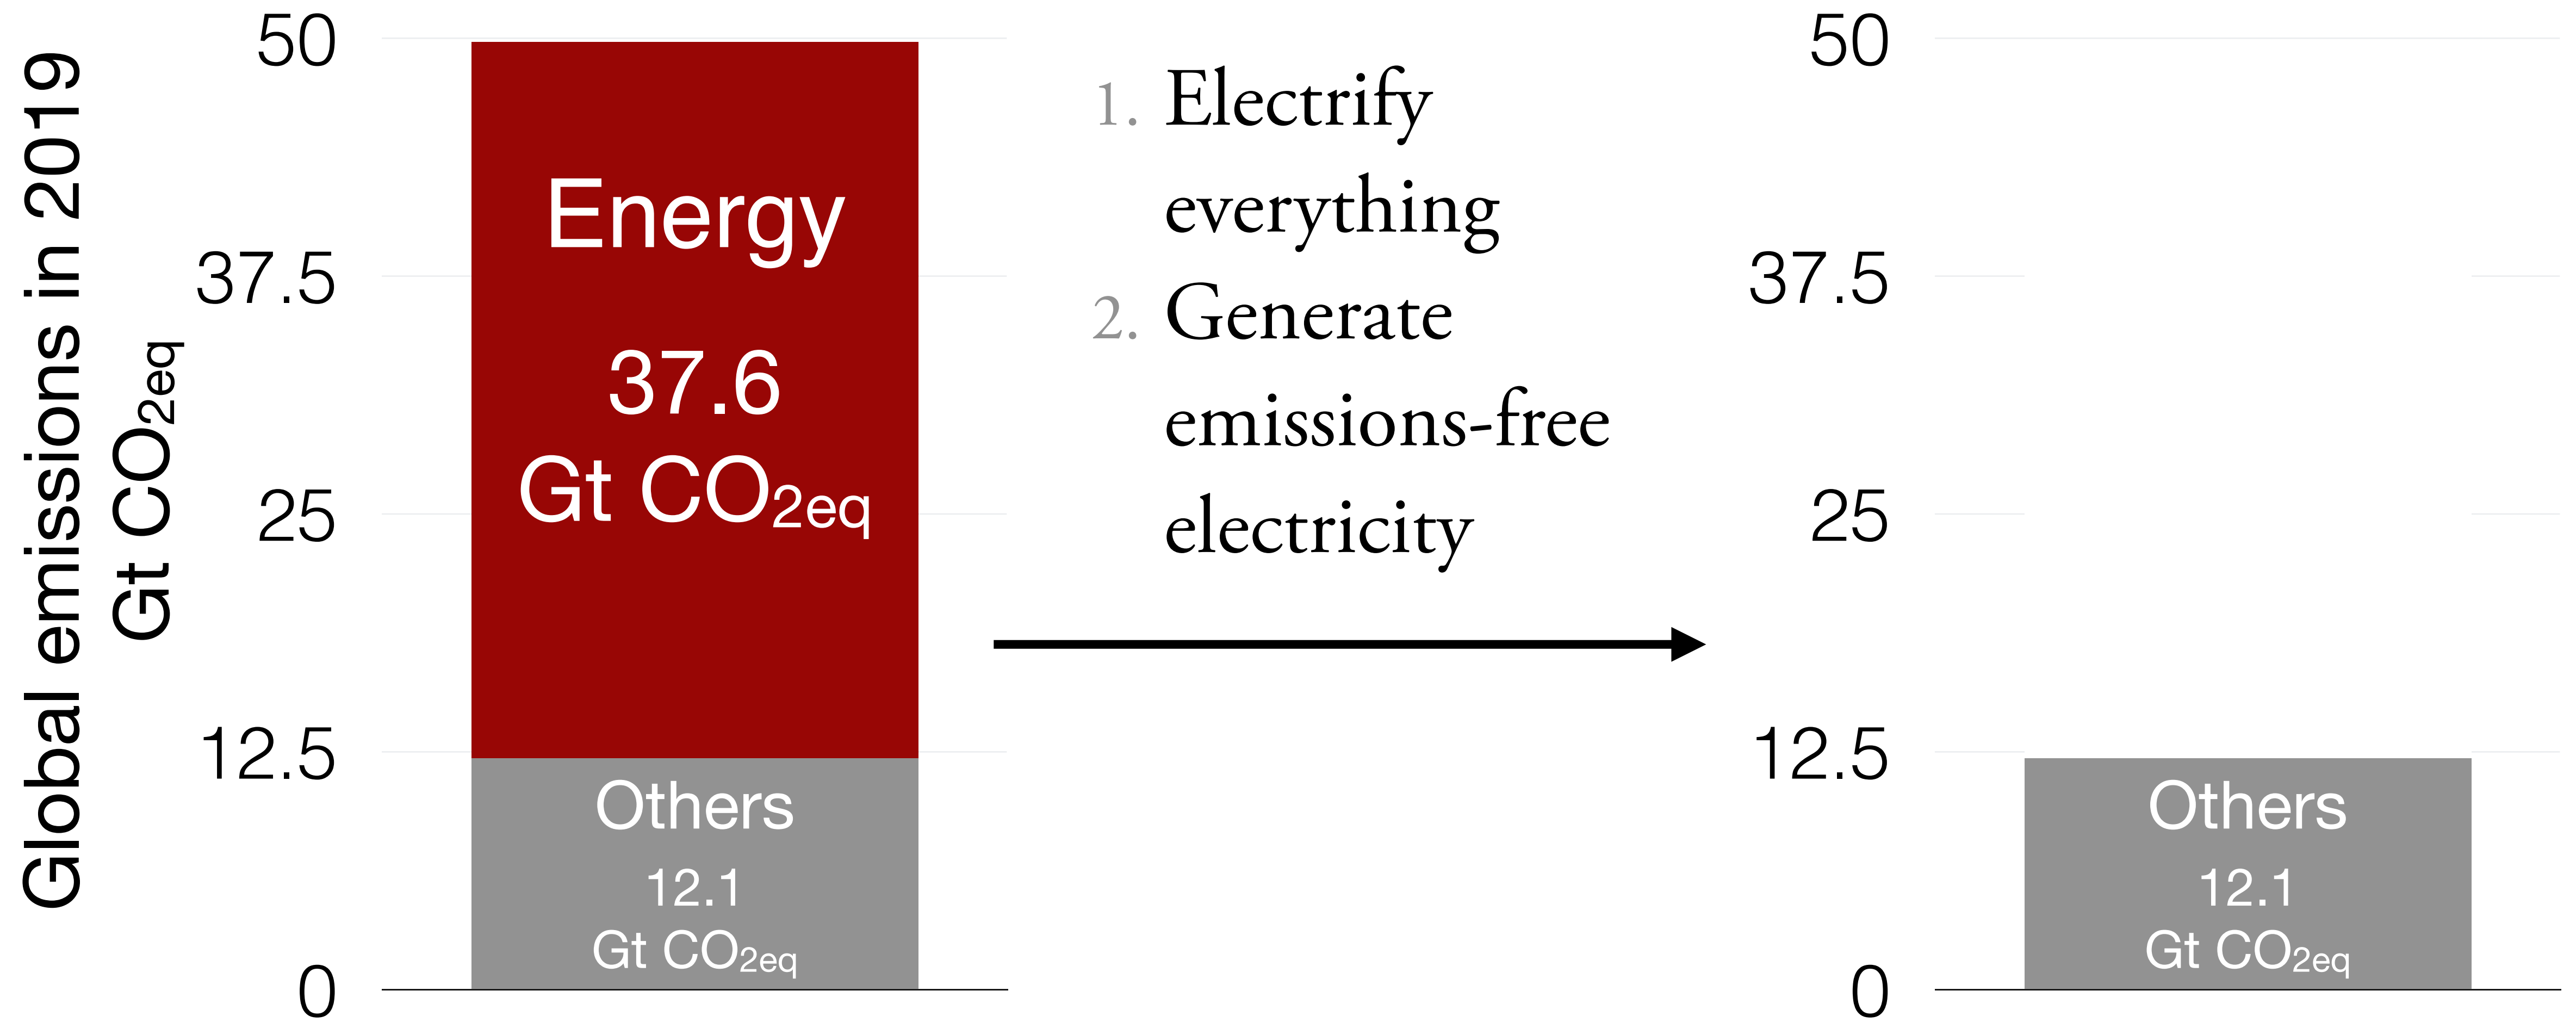 Global emissions in 2019
Gt CO2eq
50
37.5
25
12.5
0
Energy
37.6
Gt CO2eq
Others
12.1
Gt CO2eq
1. Electrify
everything
2. Generate
emissions-free
electricity
50
37.5
25
12.5
0
Others
12.1
Gt CO2eq